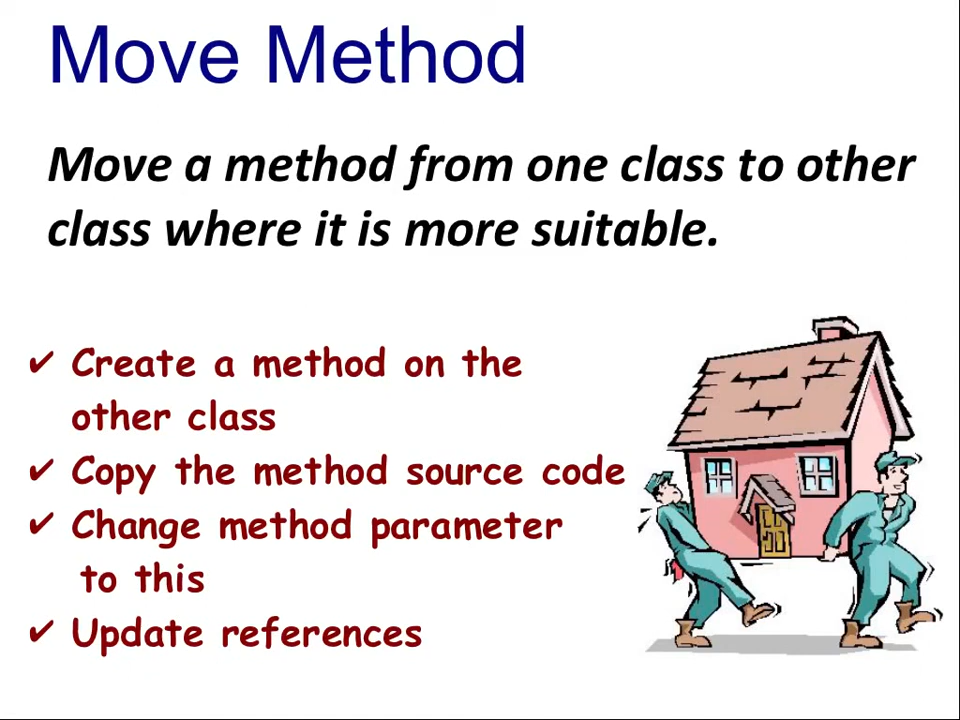 Move Method
Move a method from one class to other
class where it is more suitable.
✔ Create a method on the
other class
✔ Copy the method source code
✔ Change method parameter
to this
✔ Update references